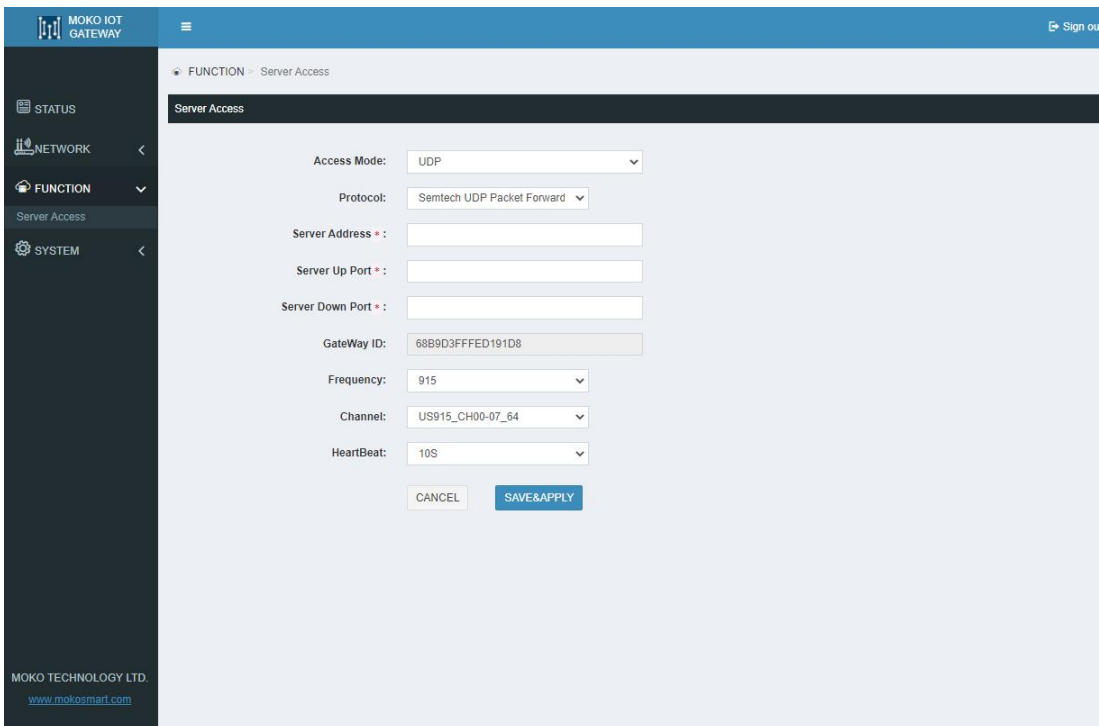 MOKO IOT
GATEWAY
Sign ou
FUNCTION > Server Access
STATUS
NETWORK
FUNCTION
Server Access
SYSTEM
Server Access
Access Mode: UDP
Protocol: Semtech UDP Packet Forward
Server Address * :
Server Up Port * :
Server Down Port * :
GateWay ID: 68B9D3FFFED191D8
Frequency: 915
Channel: US915_CH00-07_64
HeartBeat: 10S
CANCEL SAVE&APPLY
MOKO TECHNOLOGY LTD.
www.mokosmart.com